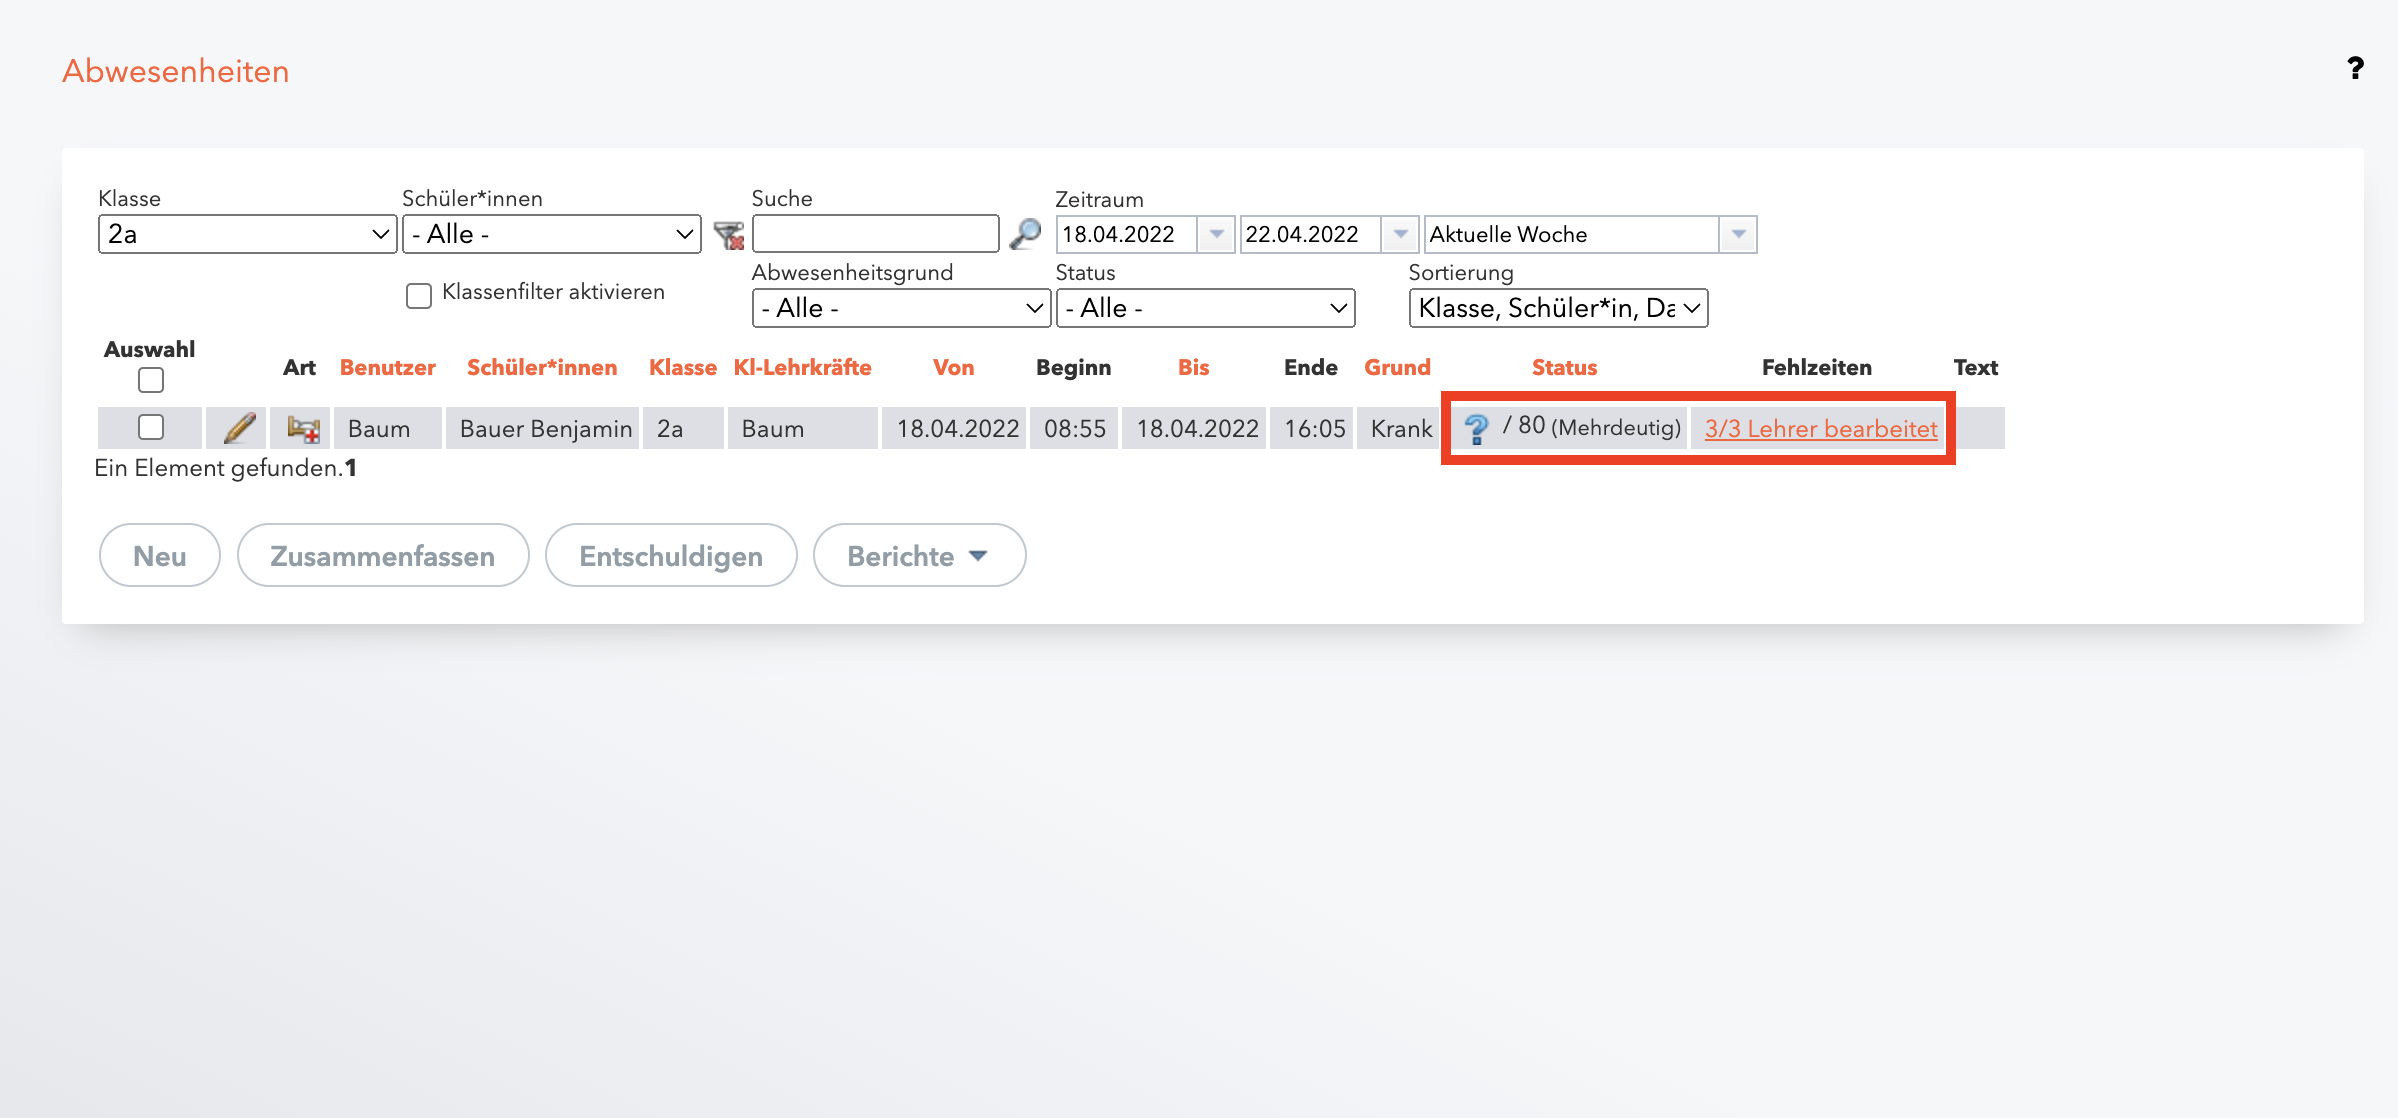 Abwesenheiten
?
Klasse Schüler*innen Suche Zeitraum
2a - Alle - 18.04.2022 22.04.2022 Aktuelle Woche
Klassenfilter aktivieren Abwesenheitsgrund Status Sortierung
- Alle - - Alle - Klasse, Schüler*in, Da
Auswahl Art Benutzer Schüler*innen Klasse Kl-Lehrkräfte Von Beginn Bis Ende Grund Status Fehlzeiten Text
Baum Bauer Benjamin 2a Baum 18.04.2022 08:55 18.04.2022 16:05 Krank ? / 80 (Mehrdeutig) 3/3 Lehrer bearbeitet
Ein Element gefunden.1
Neu Zusammenfassen Entschuldigen Berichte